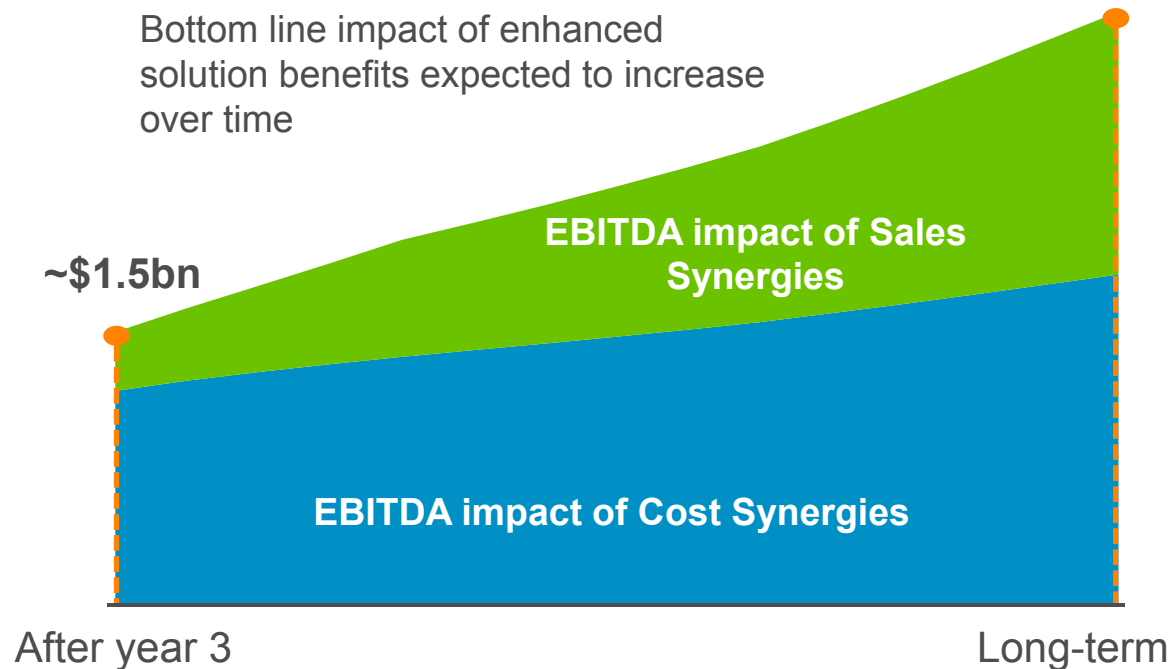 Bottom line impact of enhanced
solution benefits expected to increase
over time
~$1.5bn
EBITDA impact of Sales
Synergies
EBITDA impact of Cost Synergies
After year 3
Long-term